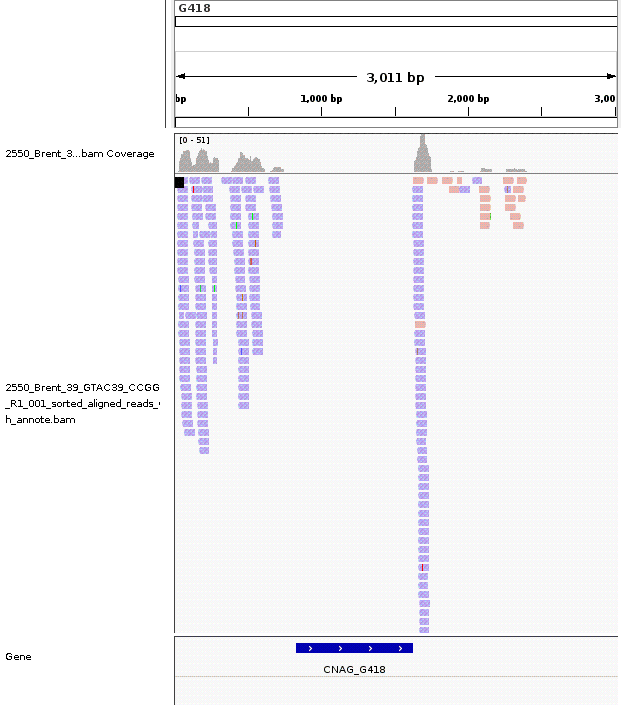 G418
3,011 bp
bp
1,000 bp
2,000 bp
3,00
[0 - 51]
2550_Brent_3...bam Coverage
2550_Brent_39_GTAC39_CCGG
_R1_001_sorted_aligned_reads_
h_annote.bam
Gene
CNAG_G418